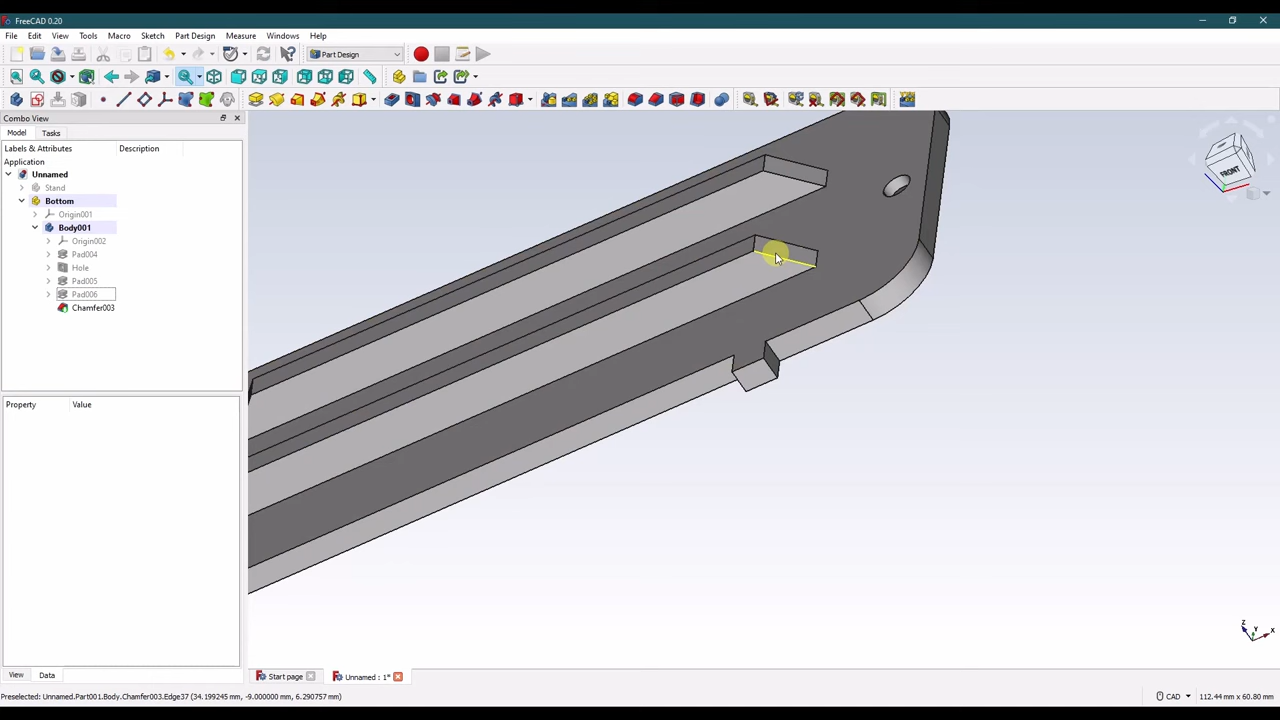 FreeCAD 0.20
File Edit View Tools Macro Sketch Part Design Measure Windows Help
Part Design
Combo View
Model Tasks
Labels & Attributes Description
Application
Unnamed
Stand
Bottom
Origin001
Body001
Origin002
Pad004
Hole
Pad005
Pad006
Chamfer003
FRONT
Property Value
Z Y X
View Data
Start page Unnamed : 1*
Preselected: Unnamed.Part001.Body.Chamfer003.Edge37 (34.199245 mm, -9.000000 mm, 6.290757 mm)
CAD 112.44 mm x 60.80 mm